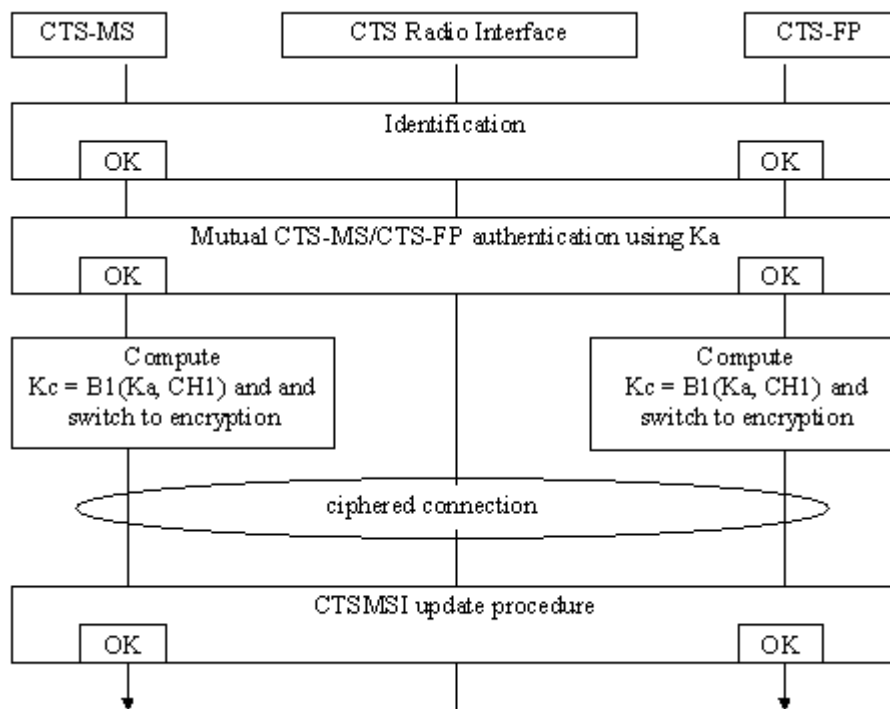 CTS-MS
CTS Radio Interface
CTS-FP
Identification
OK
OK
Mutual CTS-MS/CTS-FP authentication using Ka
OK
OK
Compute
Kc = B1(Ka, CH1) and and
switch to encryption
Compute
Kc = B1(Ka, CH1) and
switch to encryption
ciphered connection
CTSMSI update procedure
OK
OK